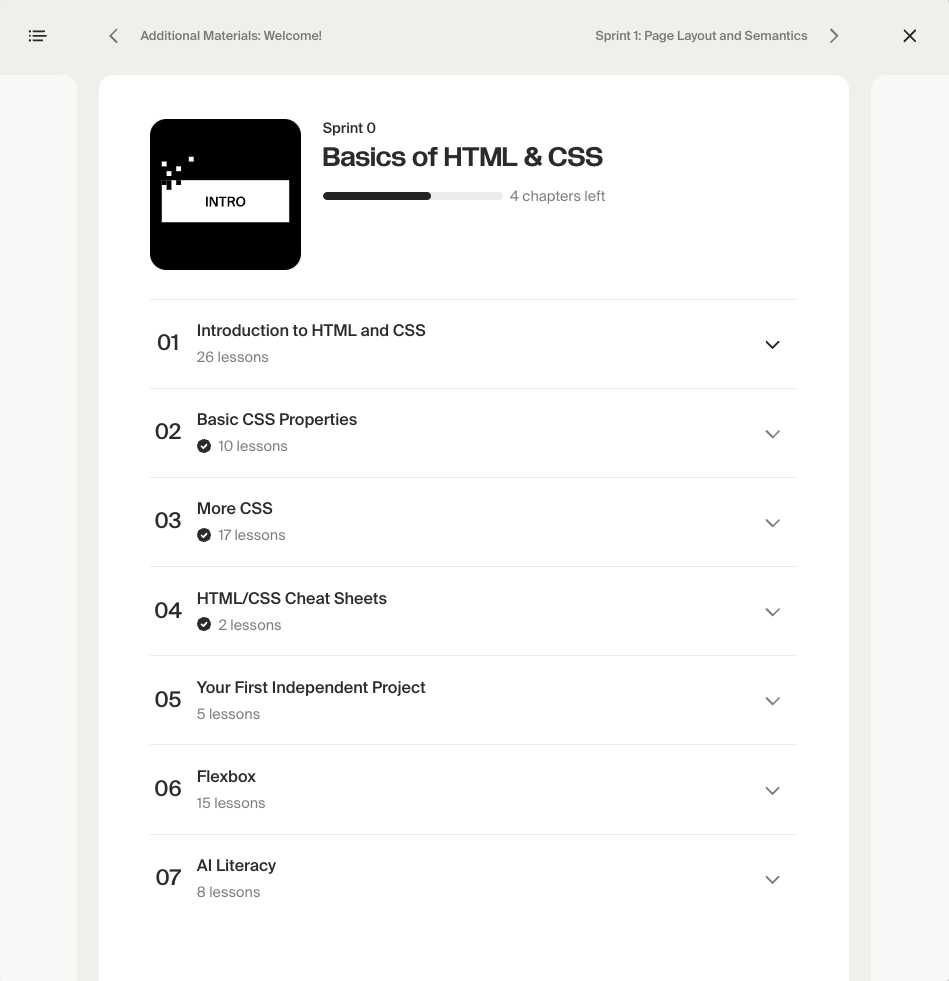 Additional Materials: Welcome!
Sprint 1: Page Layout and Semantics
INTRO
Sprint 0
Basics of HTML & CSS
4 chapters left
01
Introduction to HTML and CSS
26 lessons
02
Basic CSS Properties
10 lessons
03
More CSS
17 lessons
04
HTML/CSS Cheat Sheets
2 lessons
05
Your First Independent Project
5 lessons
06
Flexbox
15 lessons
07
AI Literacy
8 lessons